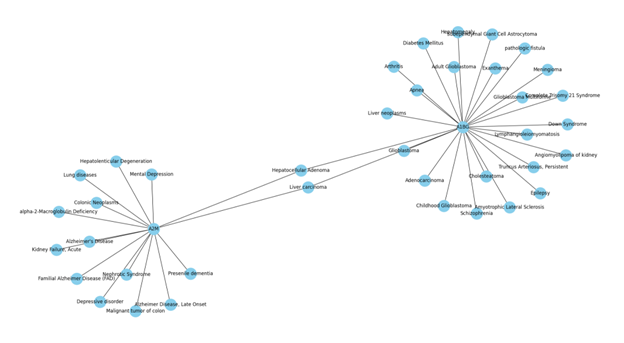 Hepatomegaly
Subependymal Giant Cell Astrocytoma
Diabetes Mellitus
pathologic fistula
Arthritis
Adult Glioblastoma
Exanthema
Meningioma
Apnea
Glioblastoma Multiforme
Complete Trisomy 21 Syndrome
Liver neoplasms
A1BG
Down Syndrome
Lymphangioleiomyomatosis
Glioblastoma
Angiomyolipoma of kidney
Hepatolenticular Degeneration
Hepatocellular Adenoma
Truncus Arteriosus, Persistent
Lung diseases
Mental Depression
Cholesteatoma
Adenocarcinoma
Liver carcinoma
Epilepsy
Colonic Neoplasms
Childhood Glioblastoma
Amyotrophic Lateral Sclerosis
alpha-2-Macroglobulin Deficiency
Schizophrenia
A2M
Alzheimer's Disease
Kidney Failure, Acute
Nephrotic Syndrome
Presenile dementia
Familial Alzheimer Disease (FAD)
Depressive disorder
Alzheimer Disease, Late Onset
Malignant tumor of colon